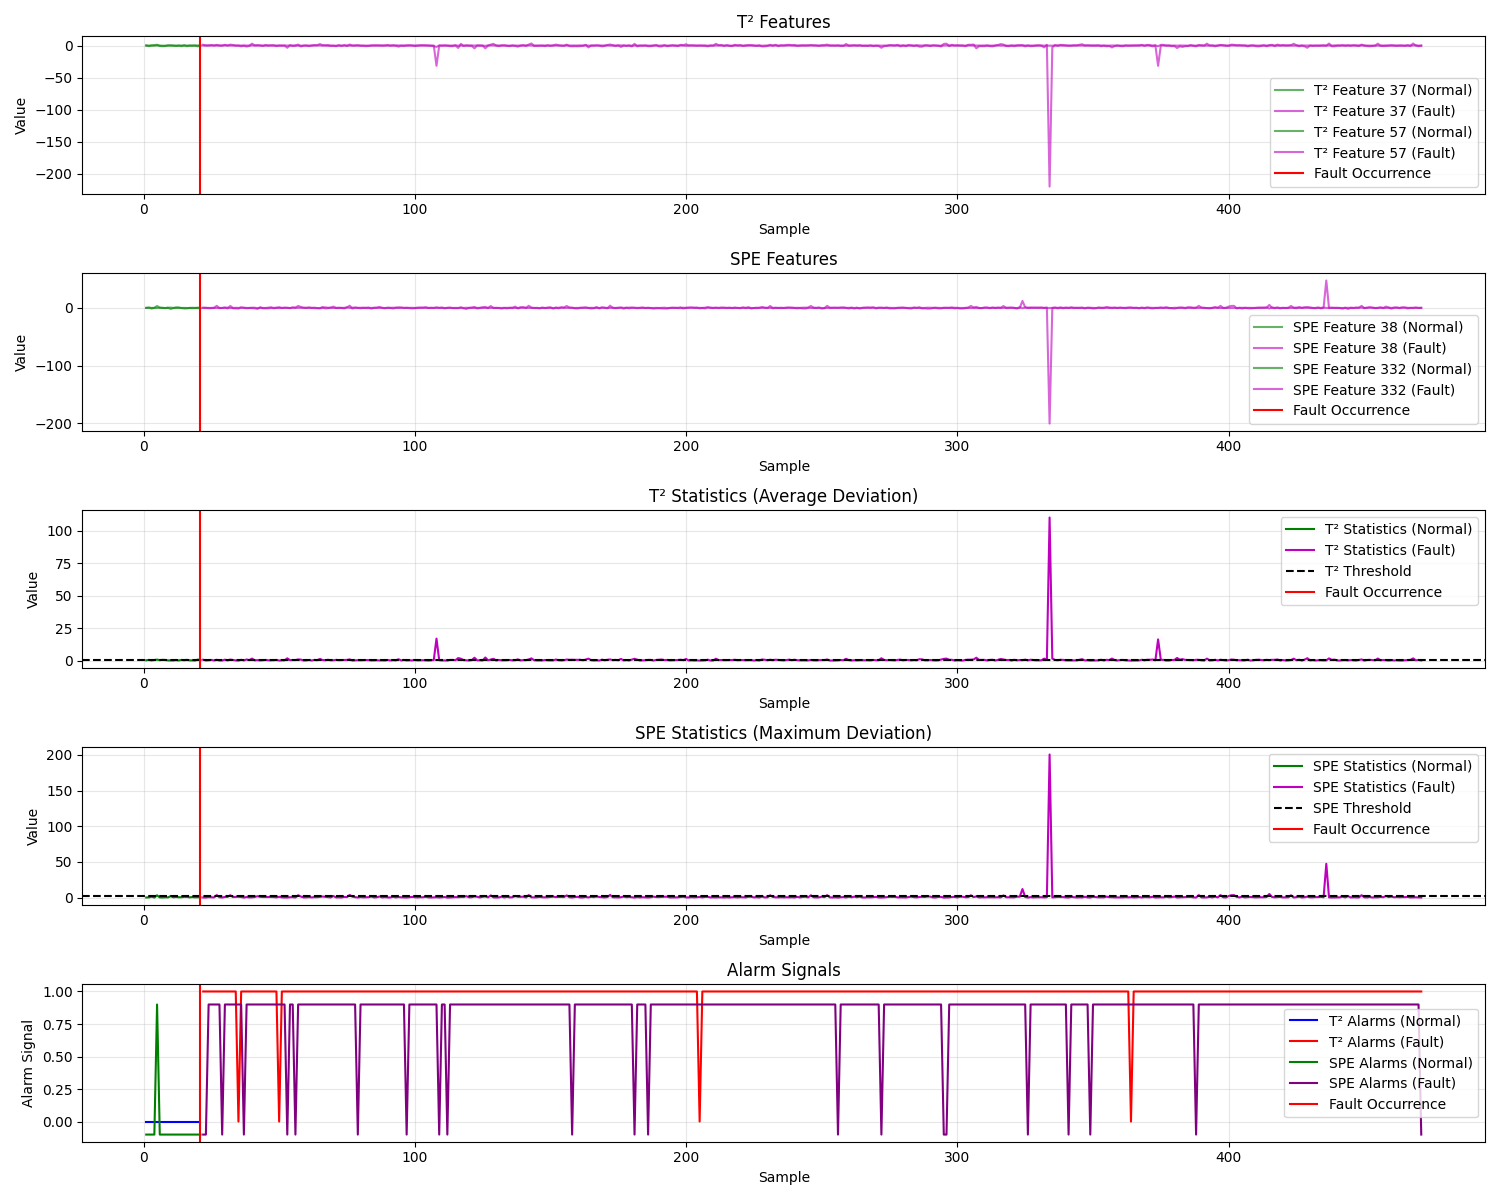 T² Features
0
−50
−100
−150
−200
Value
T² Feature 37 (Normal)
T² Feature 37 (Fault)
T² Feature 57 (Normal)
T² Feature 57 (Fault)
Fault Occurrence
0 100 200 300 400
Sample
SPE Features
0
−100
−200
Value
SPE Feature 38 (Normal)
SPE Feature 38 (Fault)
SPE Feature 332 (Normal)
SPE Feature 332 (Fault)
Fault Occurrence
0 100 200 300 400
Sample
T² Statistics (Average Deviation)
100
75
50
25
0
Value
T² Statistics (Normal)
T² Statistics (Fault)
T² Threshold
Fault Occurrence
0 100 200 300 400
Sample
SPE Statistics (Maximum Deviation)
200
150
100
50
0
Value
SPE Statistics (Normal)
SPE Statistics (Fault)
SPE Threshold
Fault Occurrence
0 100 200 300 400
Sample
Alarm Signals
1.00
0.75
0.50
0.25
0.00
Alarm Signal
T² Alarms (Normal)
T² Alarms (Fault)
SPE Alarms (Normal)
SPE Alarms (Fault)
Fault Occurrence
0 100 200 300 400
Sample